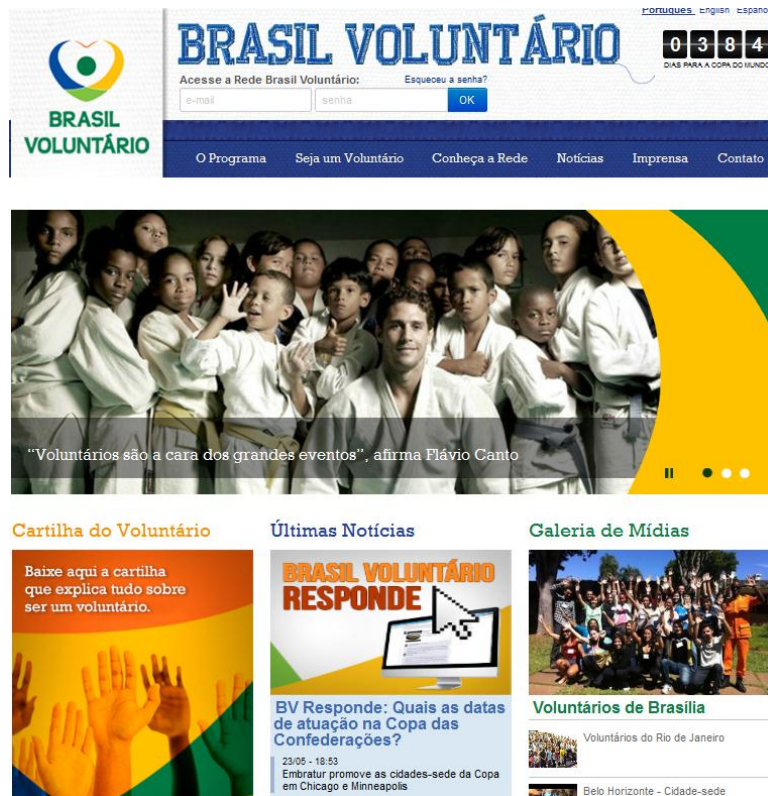 Português English Espano
BRASIL VOLUNTÁRIO
0 3 8 4
DIAS PARA A COPA DO MUNDO
Acesse a Rede Brasil Voluntário:
Esqueceu a senha?
e-mail
senha
OK
BRASIL
VOLUNTÁRIO
O Programa
Seja um Voluntário
Conheça a Rede
Notícias
Imprensa
Contato
“Voluntários são a cara dos grandes eventos”, afirma Flávio Canto
Cartilha do Voluntário
Baixe aqui a cartilha
que explica tudo sobre
ser um voluntário.
Últimas Notícias
BRASIL VOLUNTÁRIO
RESPONDE
BV Responde: Quais as datas
de atuação na Copa das
Confederações?
23/05 - 18:53
Embratur promove as cidades-sede da Copa
em Chicago e Minneapolis
Galeria de Mídias
Voluntários de Brasília
Voluntários do Rio de Janeiro
Belo Horizonte - Cidade-sede